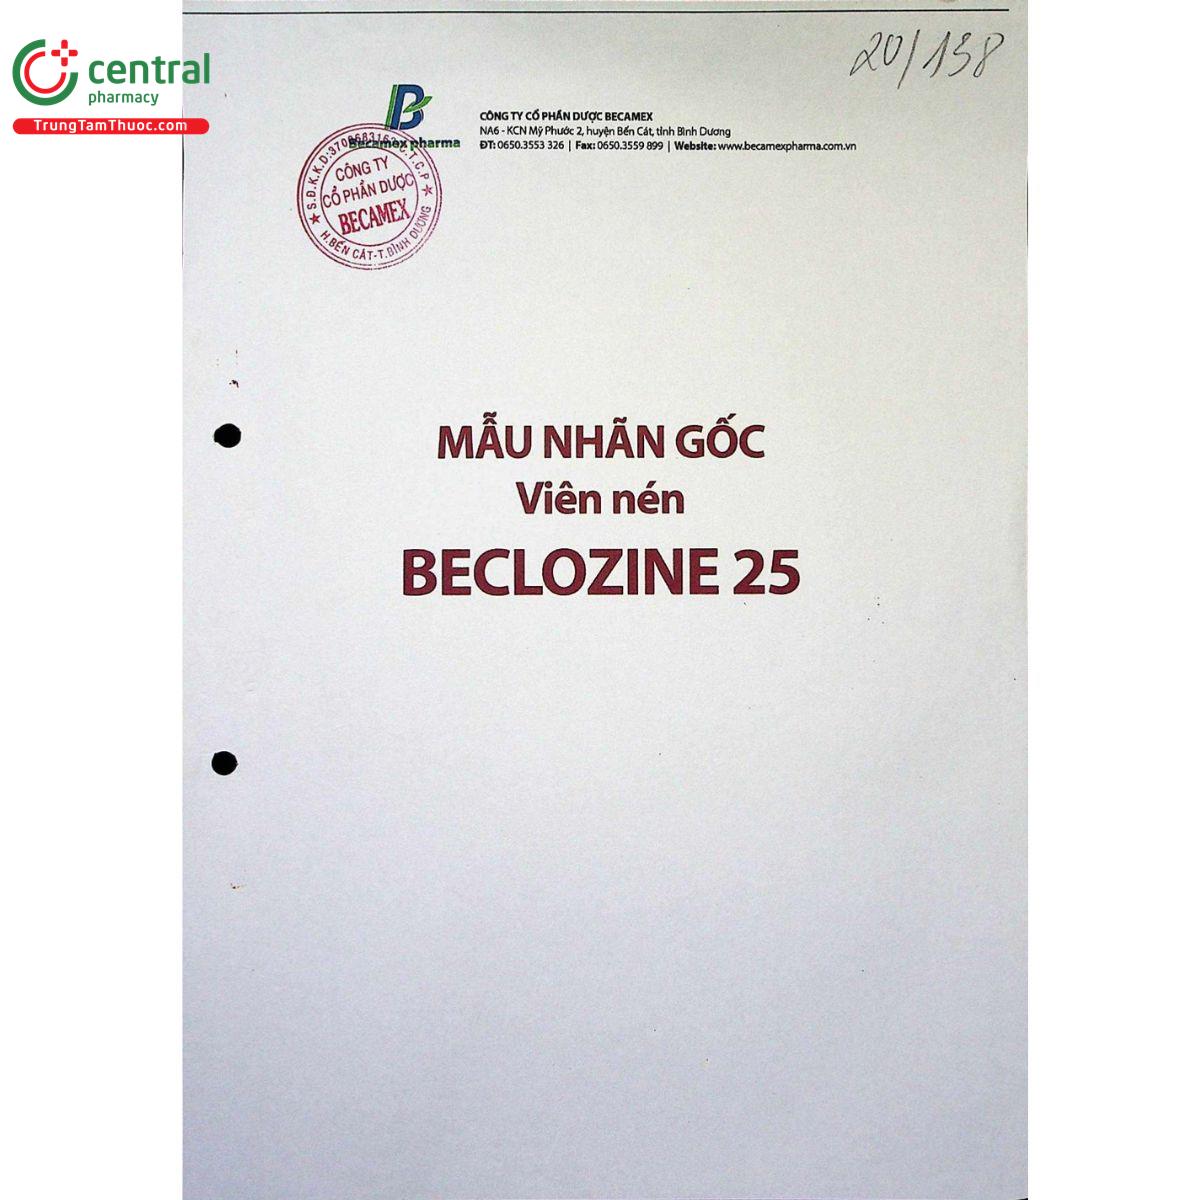 20/138
central
pharmacy
TrungTamThuoc.com
Becamex pharma
CÔNG TY CỔ PHẦN DƯỢC BECAMEX
NA6 - KCN Mỹ Phước 2, huyện Bến Cát, tỉnh Bình Dương
ĐT: 0650.3553 326 | Fax: 0650.3559 899 | Website: www.becamexpharma.com.vn
CÔNG TY
CỔ PHẦN DƯỢC
BECAMEX
H.BẾN CÁT-T.BÌNH DƯƠNG
MẪU NHÃN GỐC
Viên nén
BECLOZINE 25